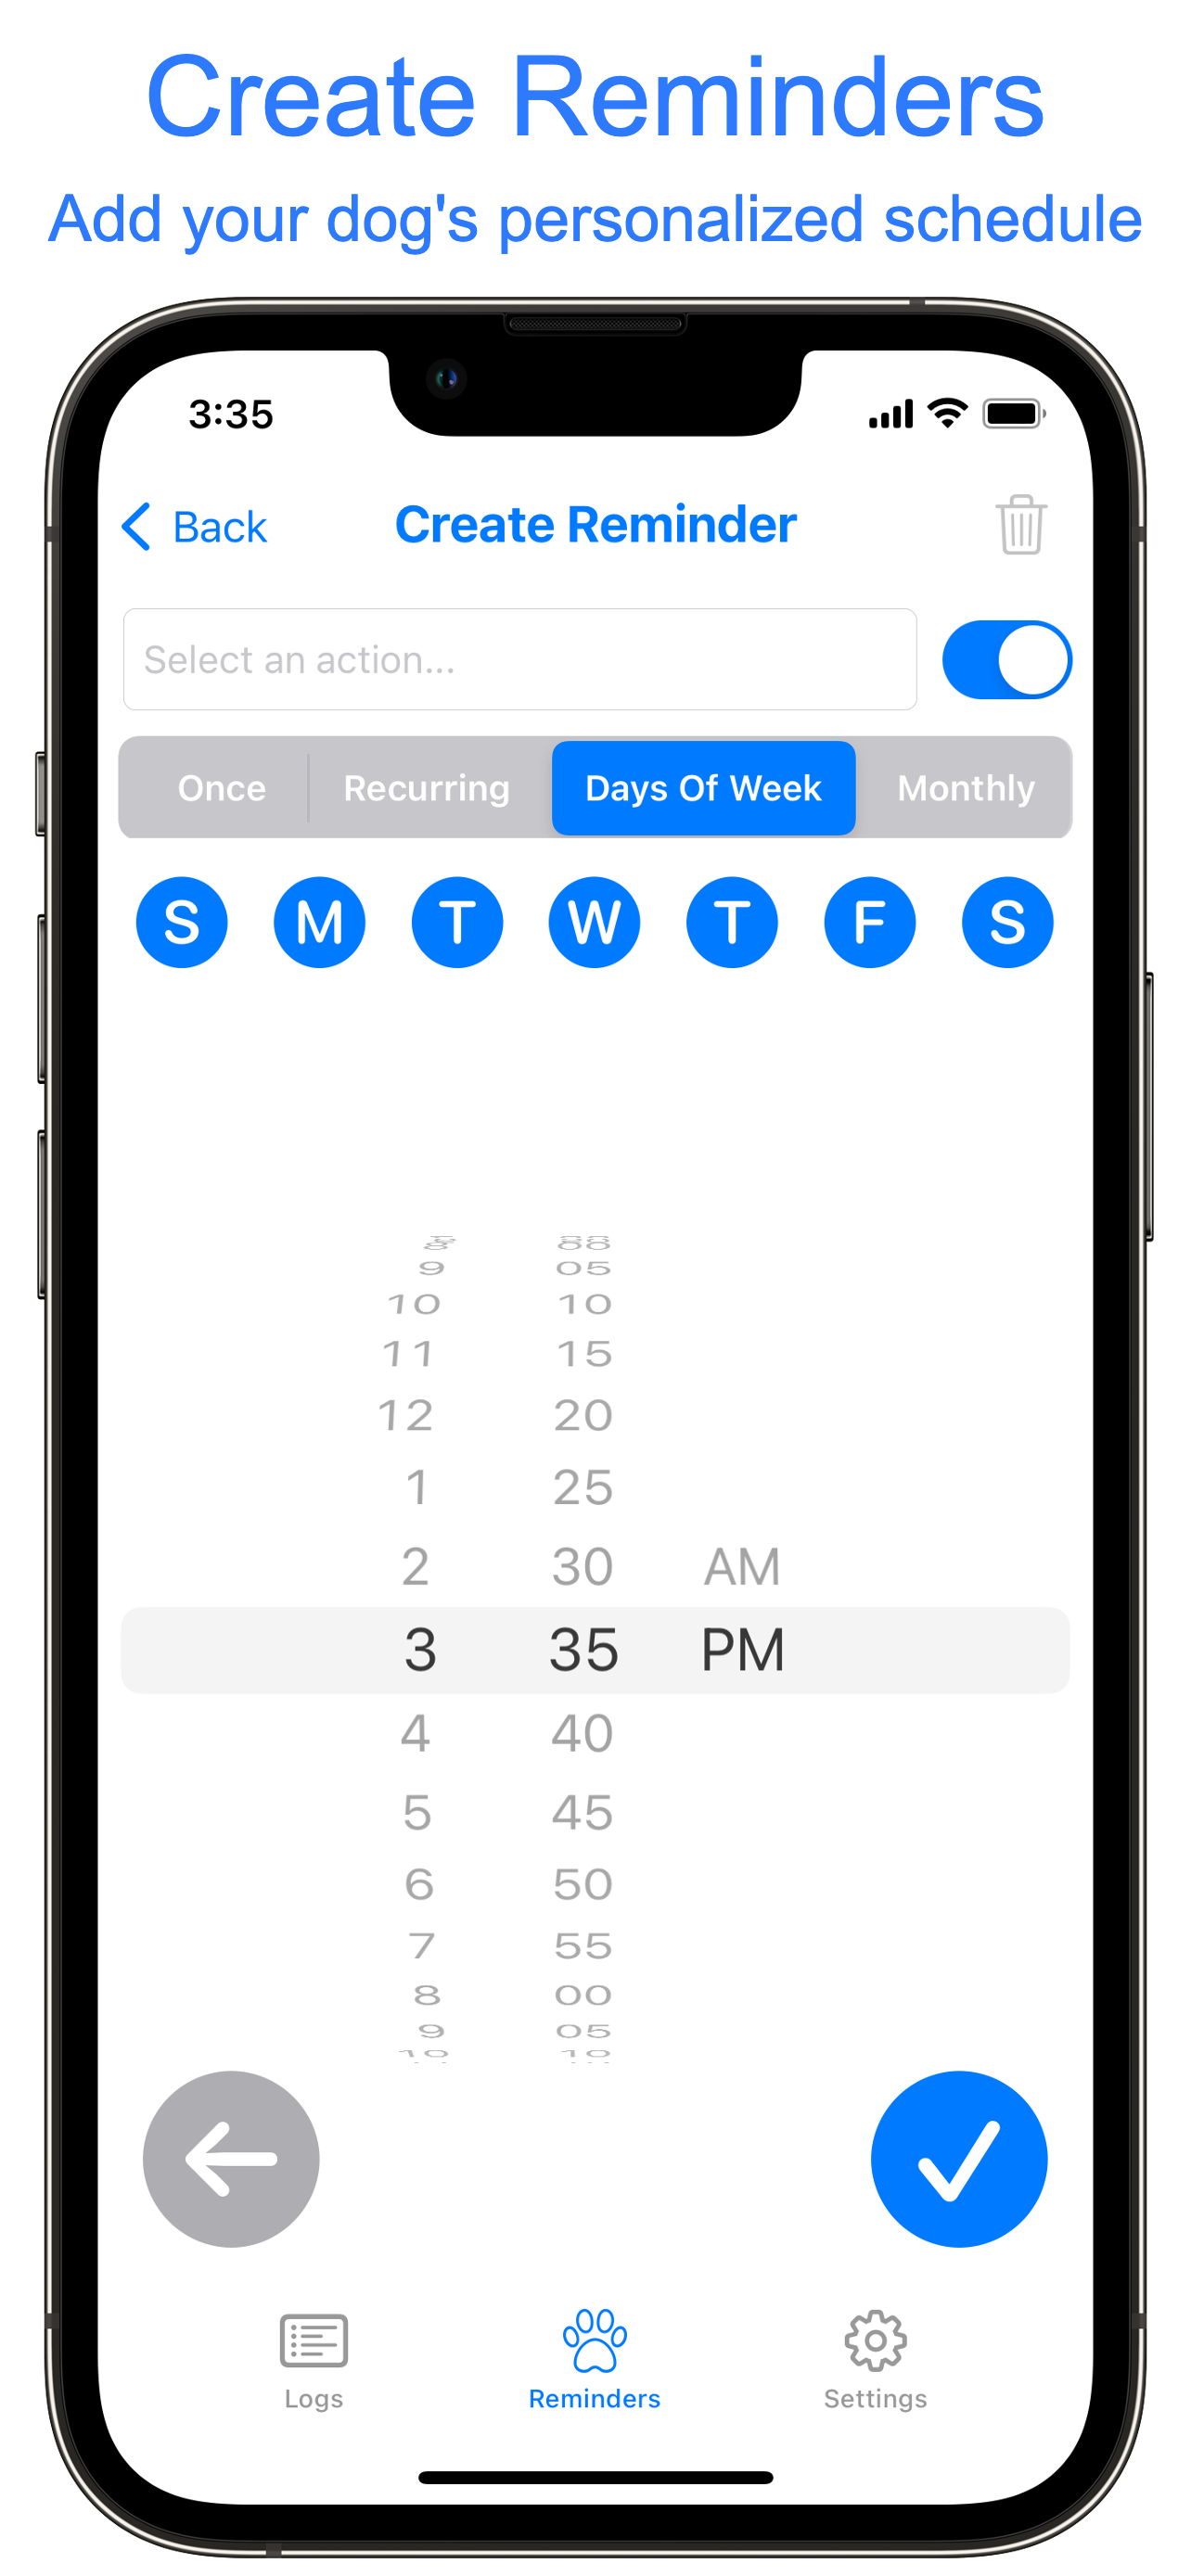 Create Reminders
Add your dog's personalized schedule
3:35
Back Create Reminder
Select an action...
Once Recurring Days Of Week Monthly
S M T W T F S
9 05
10 10
11 15
12 20
1 25
2 30 AM
3 35 PM
4 40
5 45
6 50
7 55
8 00
9 05
10 10
Logs Reminders Settings